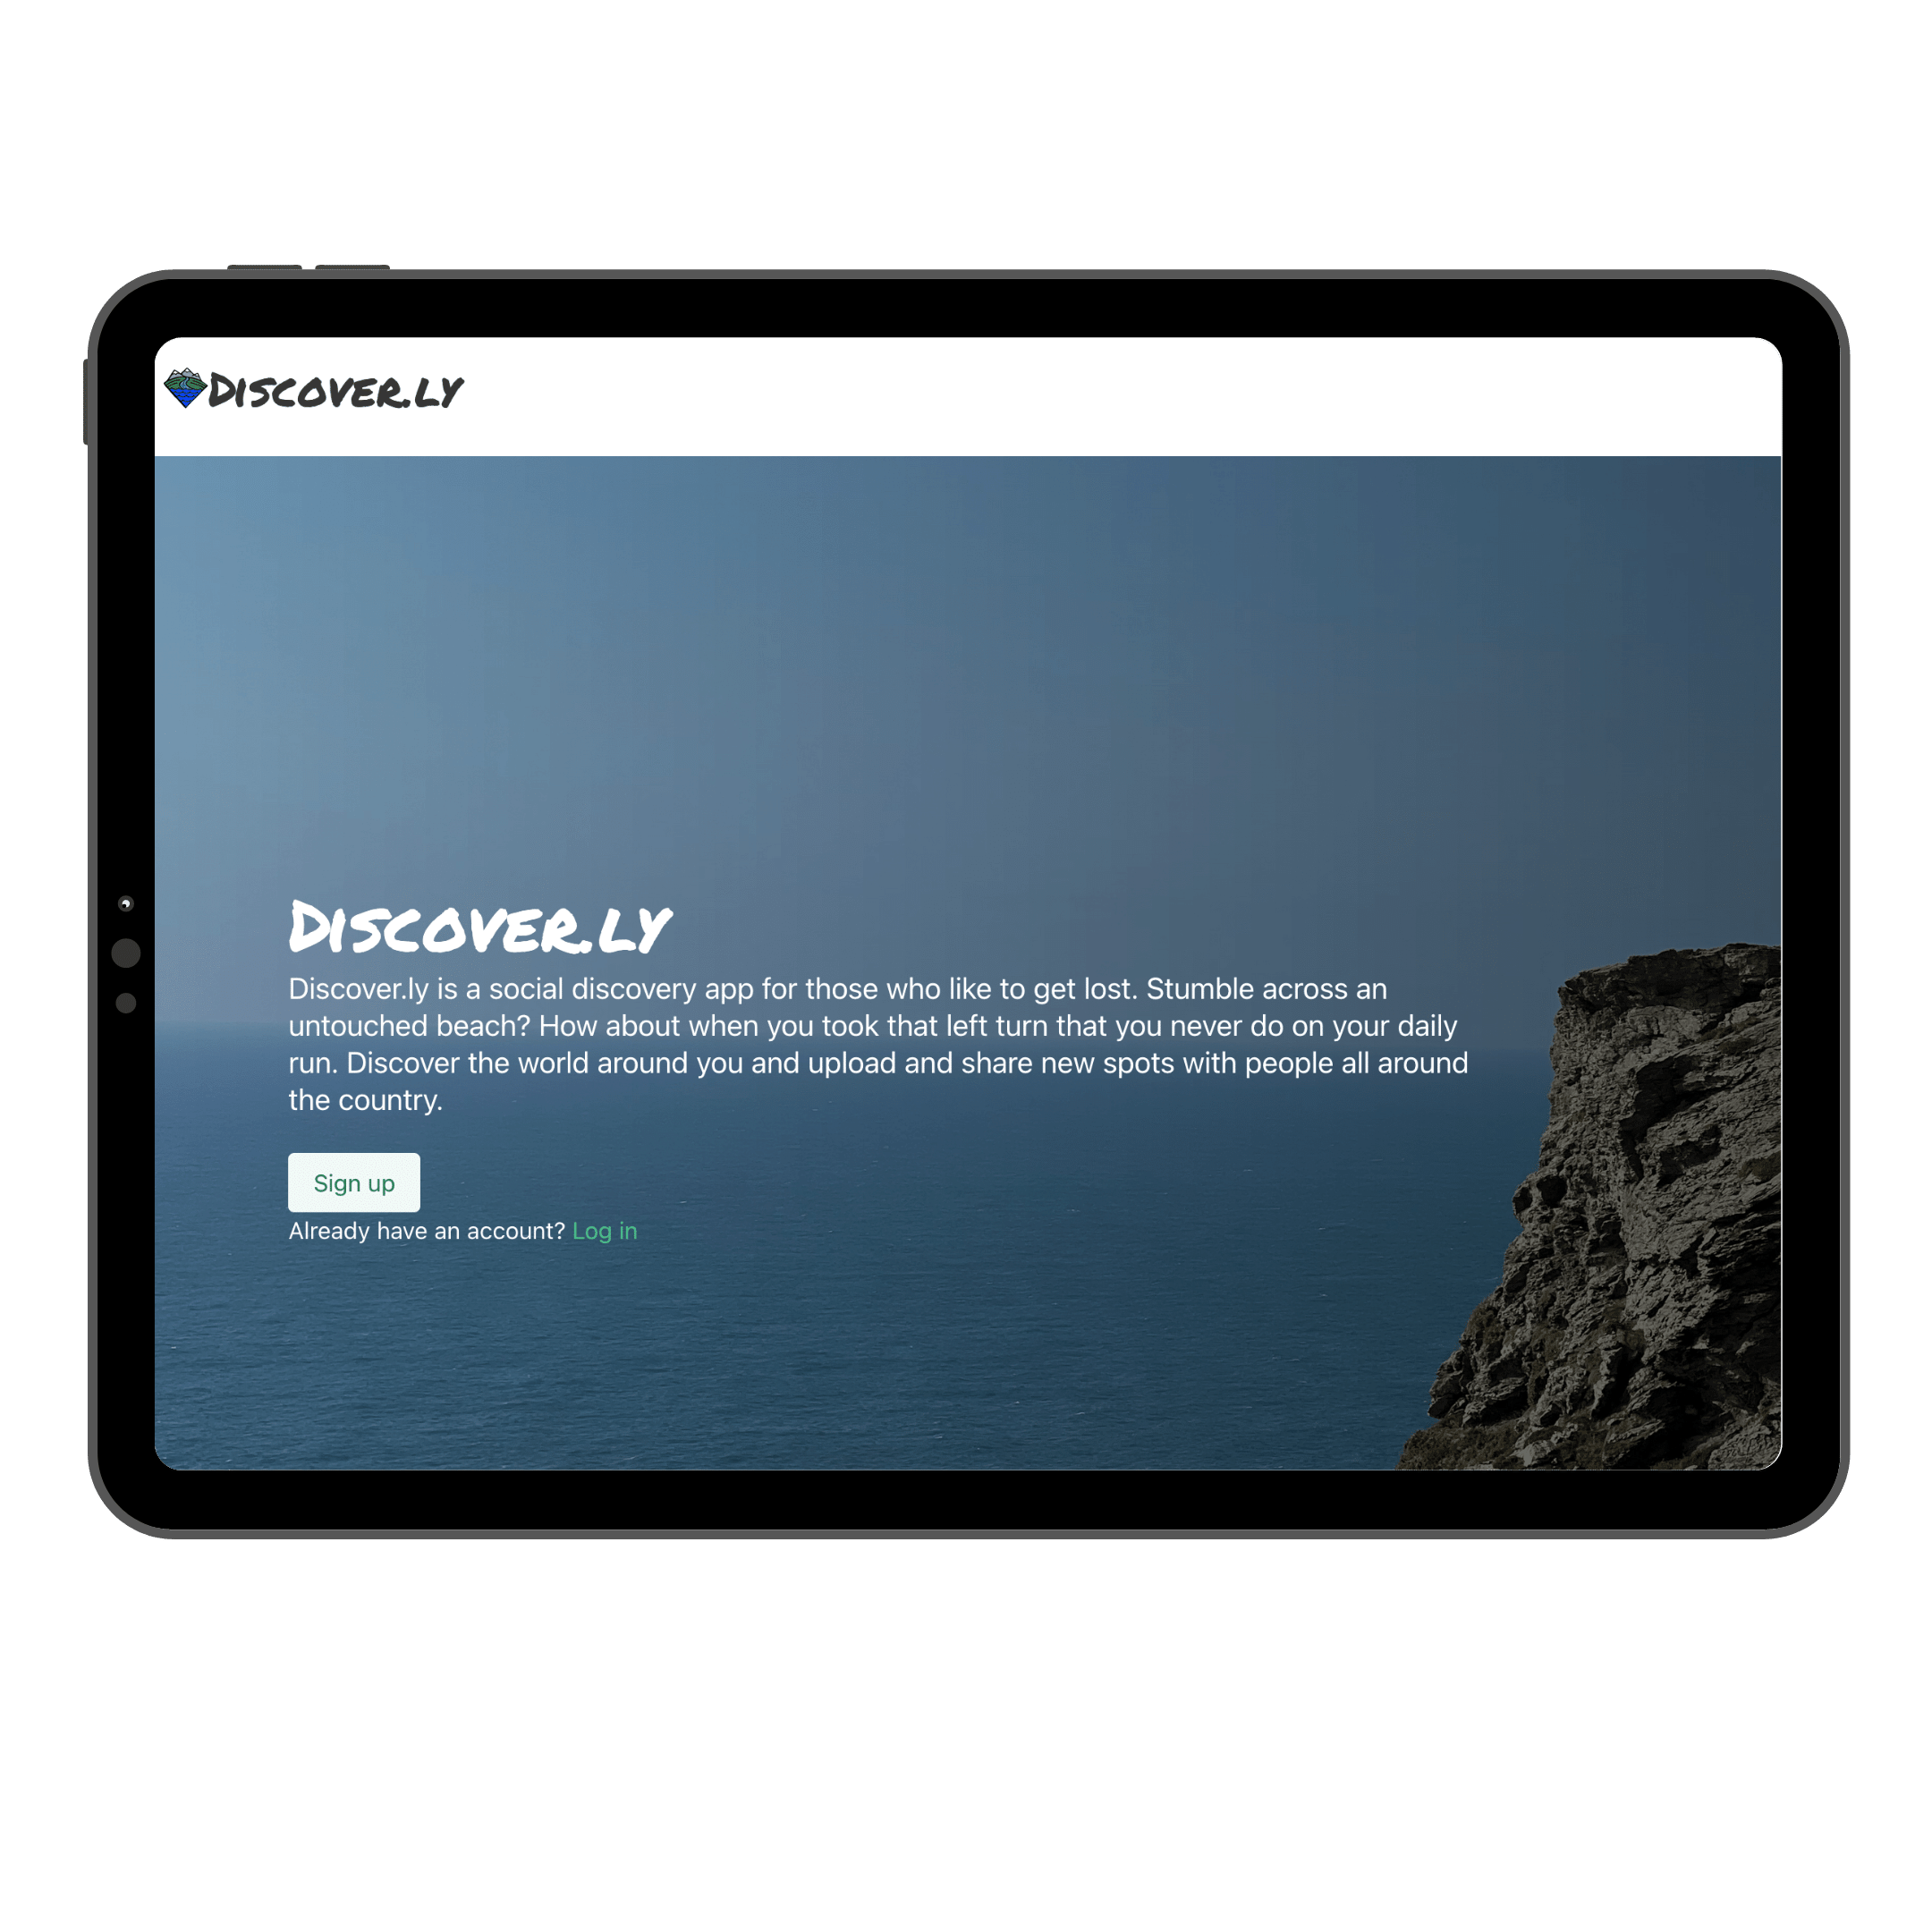 Discover.ly
Discover.ly
Discover.ly is a social discovery app for those who like to get lost. Stumble across an
untouched beach? How about when you took that left turn that you never do on your daily
run. Discover the world around you and upload and share new spots with people all around
the country.
Sign up
Already have an account? Log in